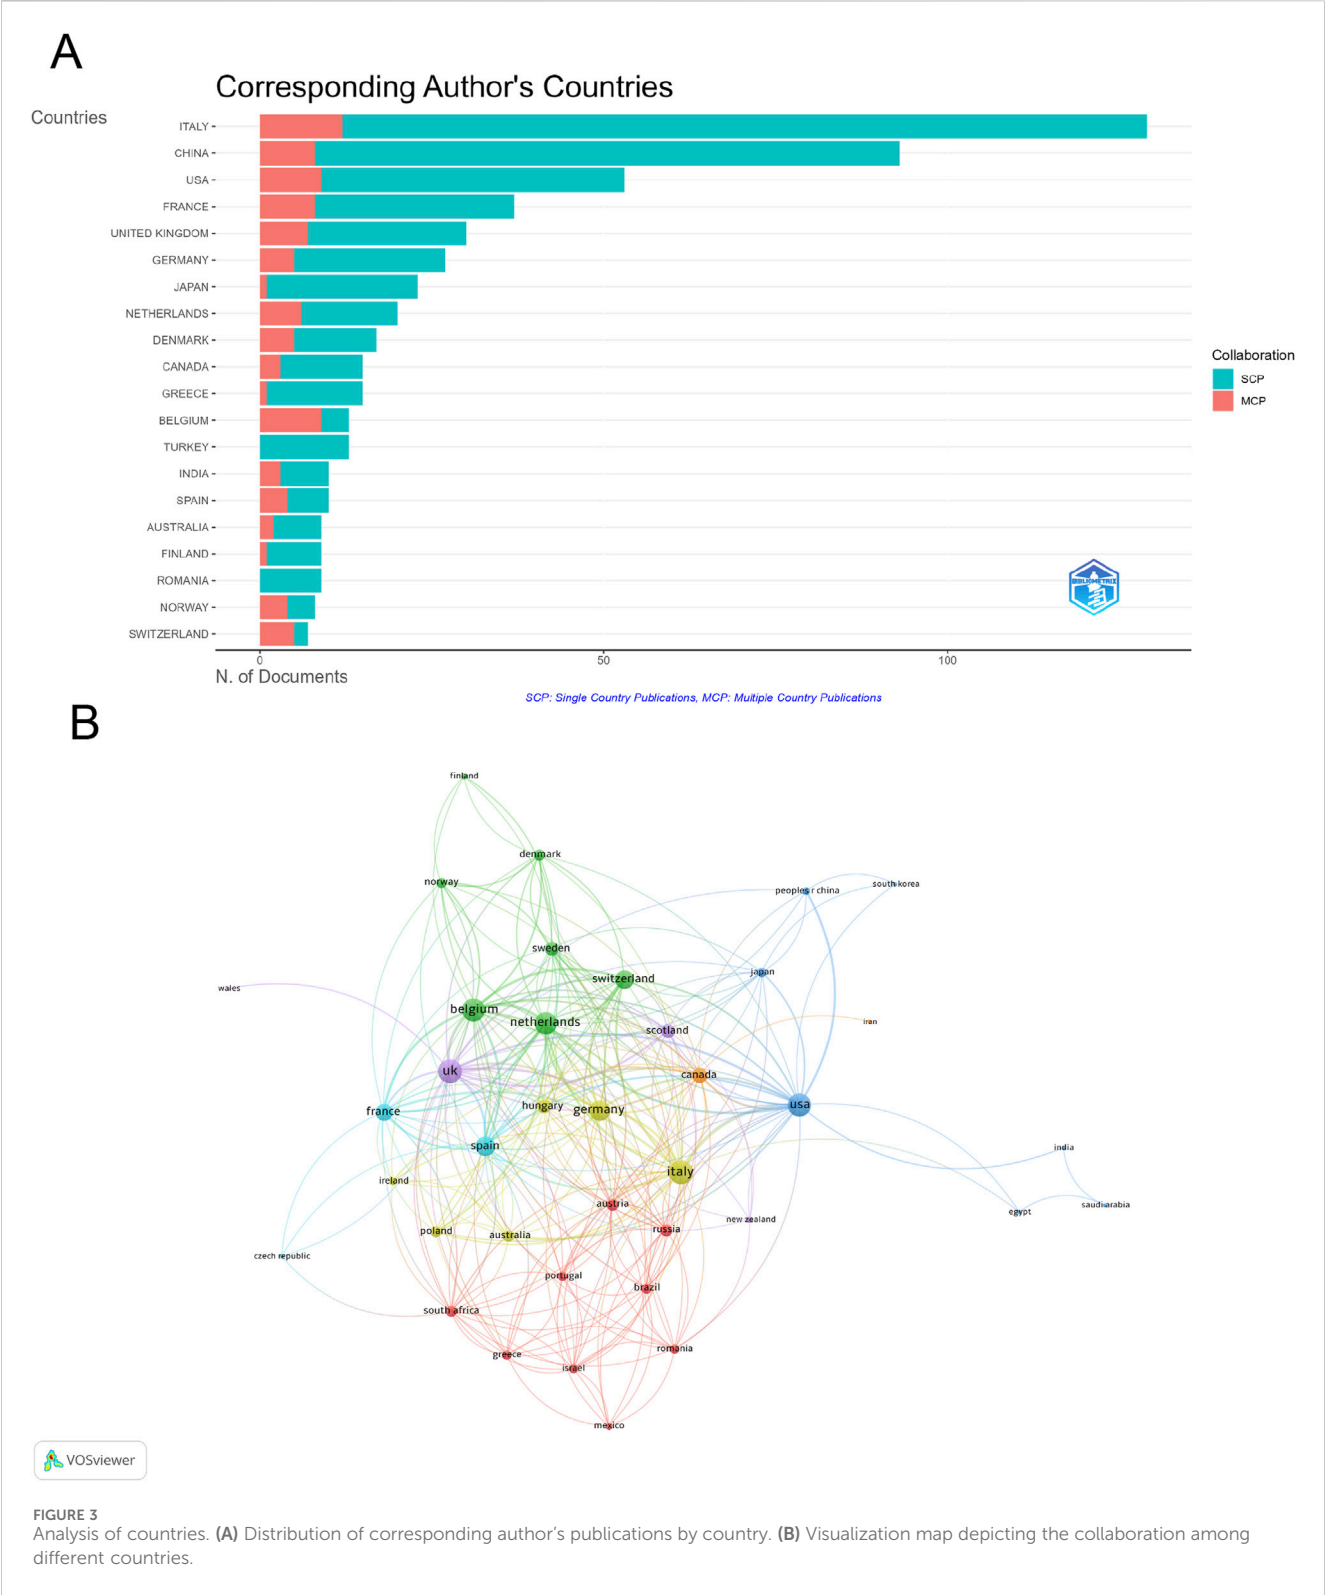 A
Corresponding Author's Countries
Countries
ITALY
CHINA
USA
FRANCE
UNITED KINGDOM
GERMANY
JAPAN
NETHERLANDS
DENMARK
CANADA
GREECE
BELGIUM
TURKEY
INDIA
SPAIN
AUSTRALIA
FINLAND
ROMANIA
NORWAY
SWITZERLAND
Collaboration
SCP
MCP
BIBLIOMETRIX
0 50 100
N. of Documents
SCP: Single Country Publications, MCP: Multiple Country Publications
B
finland
denmark
norway
peoples r china
south korea
sweden
japan
switzerland
wales
belgium
netherlands
iran
scotland
uk
canada
usa
hungary
germany
france
spain
india
italy
ireland
austria
saudi arabia
egypt
new zealand
russia
poland
australia
czech republic
portugal
brazil
south africa
romania
greece
israel
mexico
VOSviewer
FIGURE 3
Analysis of countries. (A) Distribution of corresponding author's publications by country. (B) Visualization map depicting the collaboration among
different countries.